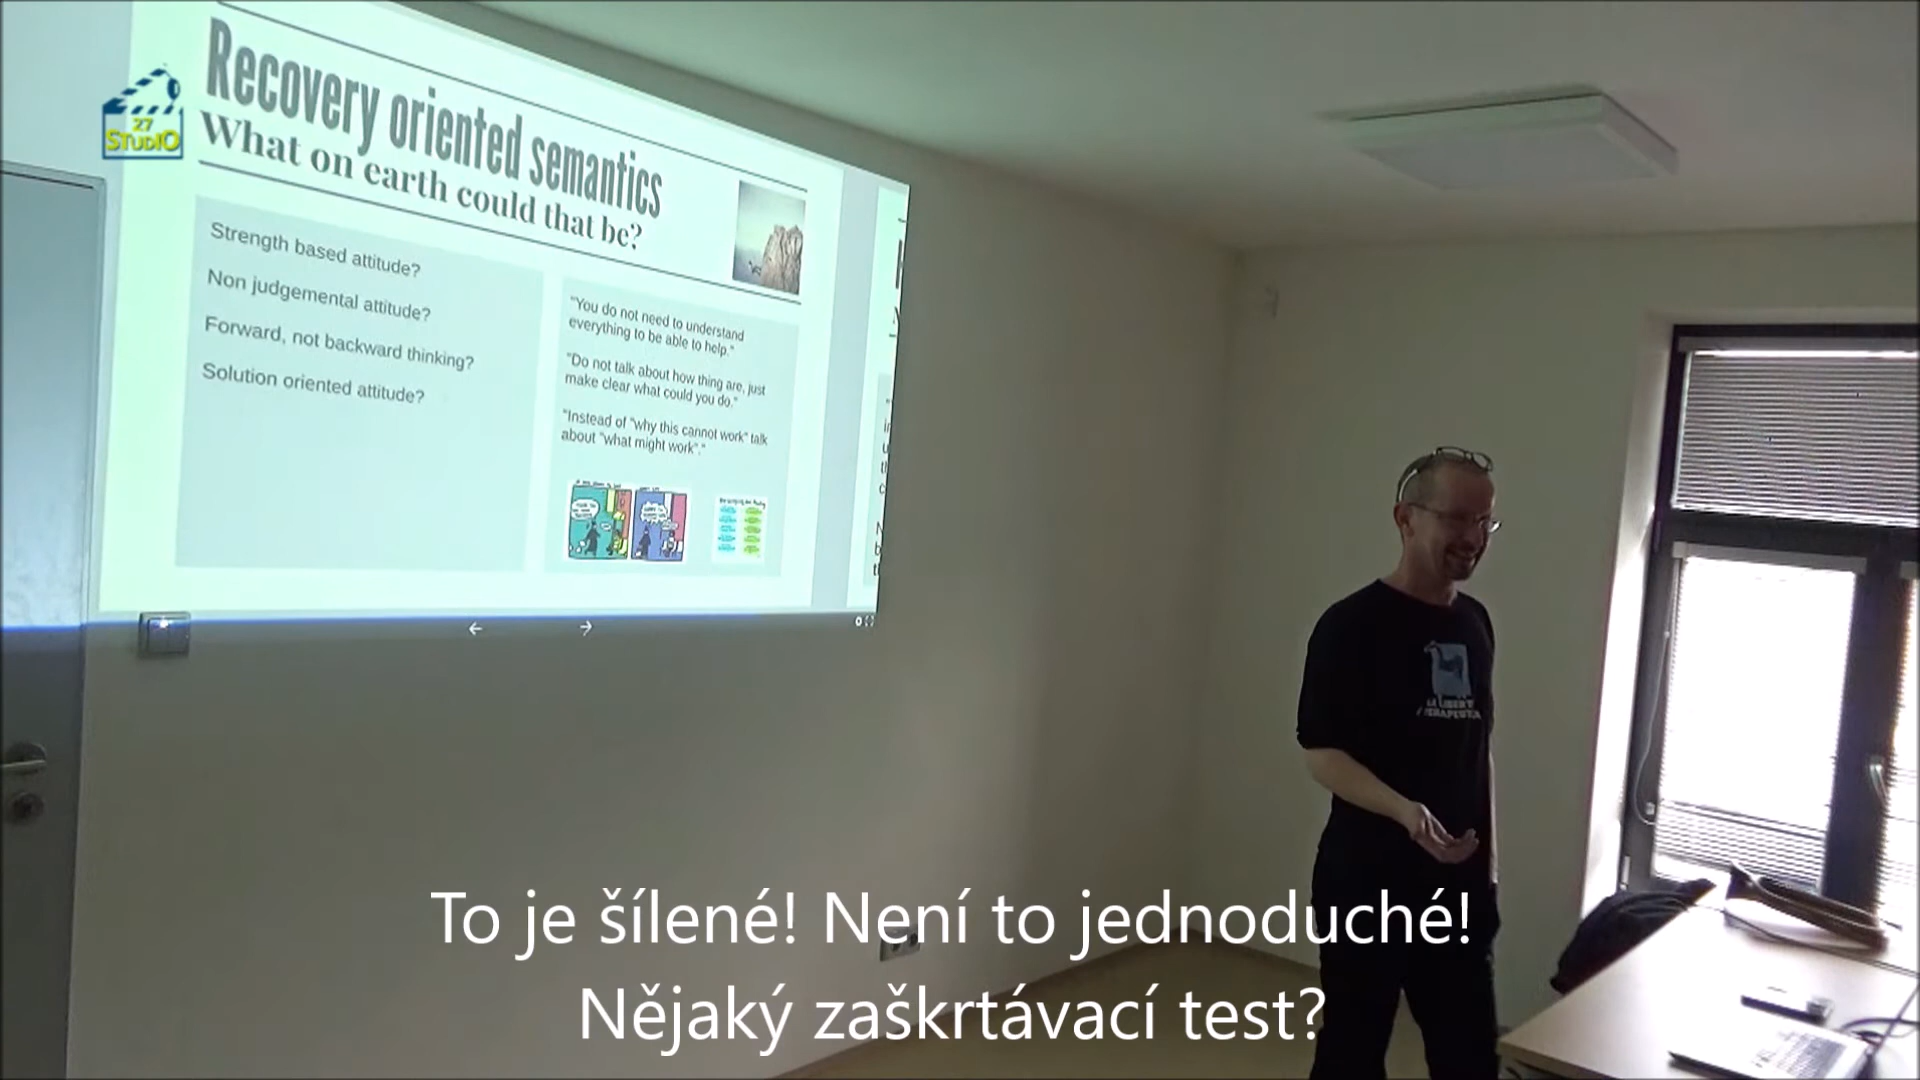 27
STUDIO
Recovery oriented semantics
What on earth could that be?
Strength based attitude?
Non judgemental attitude?
Forward, not backward thinking?
Solution oriented attitude?
"You do not need to understand
everything to be able to help."
"Do not talk about how thing are, just
make clear what could you do."
"Instead of "why this cannot work" talk
about "what might work"."
To je šílené! Není to jednoduché!
Nějaký zaškrtávací test?